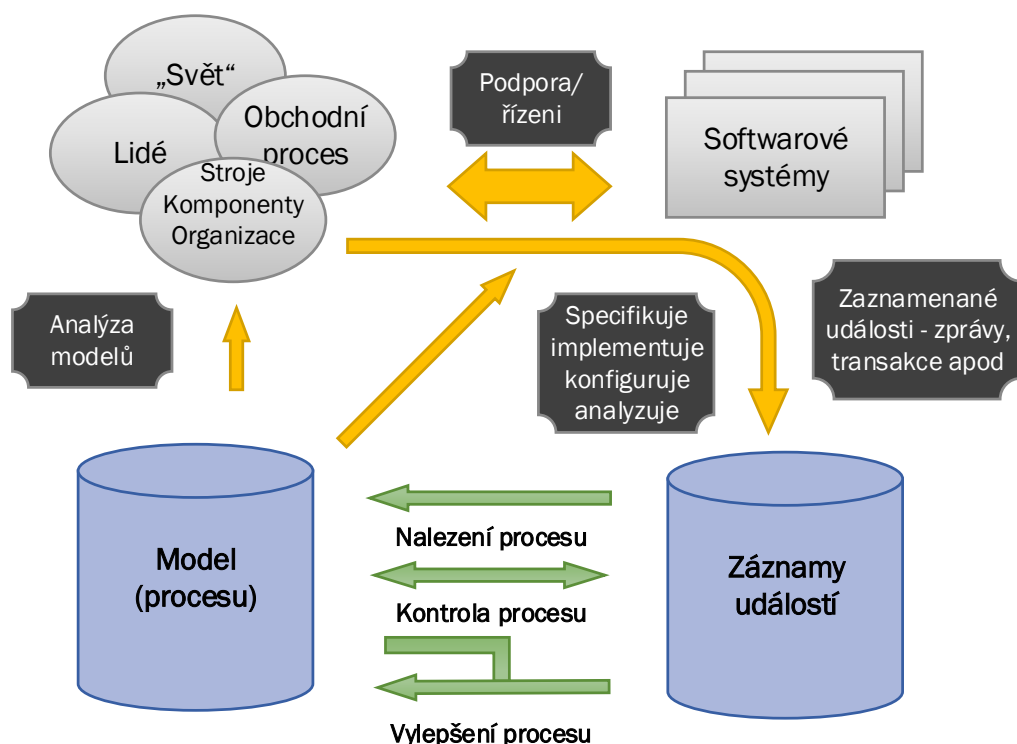 „Svět“
Lidé
Obchodní
proces
Stroje
Komponenty
Organizace
Podpora/
řízeni
Softwarové
systémy
Analýza
modelů
Specifikuje
implementuje
konfiguruje
analyzuje
Zaznamenané
události - zprávy,
transakce apod
Model
(procesu)
Nalezení procesu
Kontrola procesu
Vylepšení procesu
Záznamy
událostí